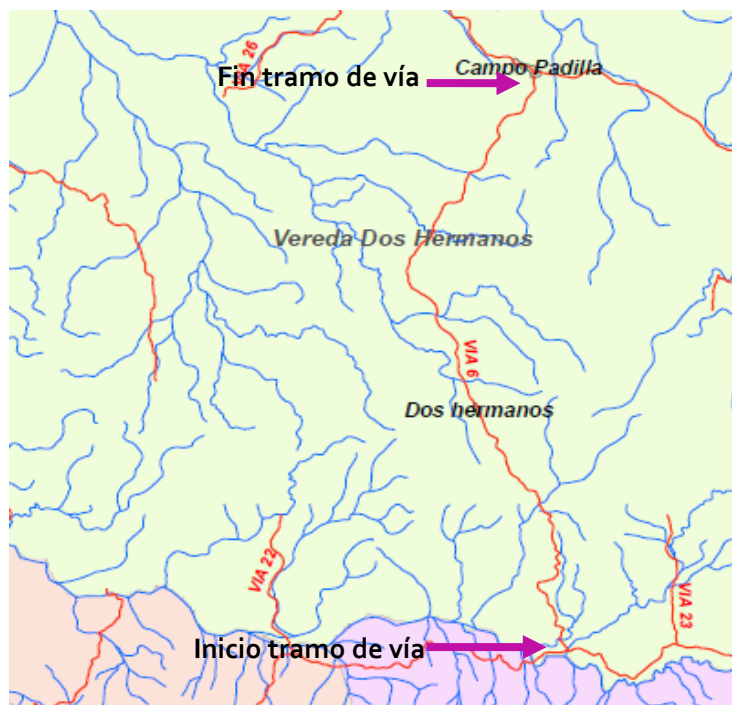 VIA 26
Campo Padilla
Fin tramo de vía
Vereda Dos Hermanos
VIA 6
Dos hermanos
VIA 22
VIA 23
Inicio tramo de vía